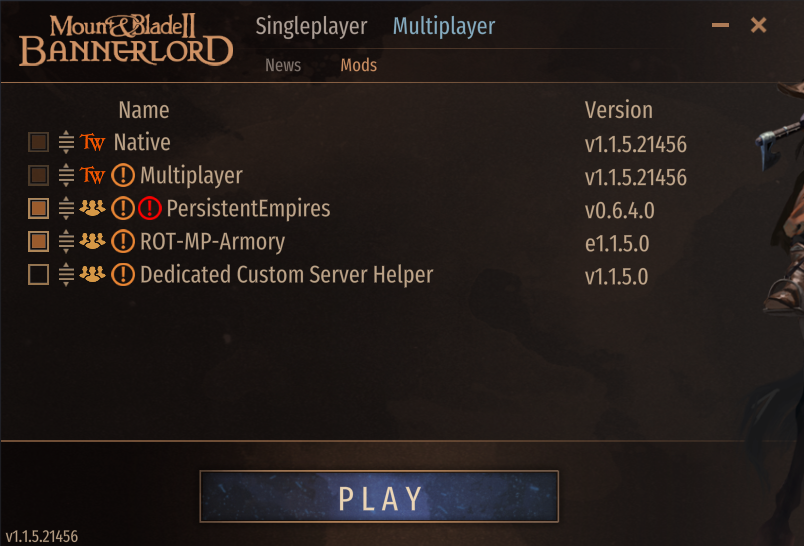 Mount & Blade II
BANNERLORD
Singleplayer Multiplayer
News Mods
Name Version
TW Native v1.1.5.21456
TW Multiplayer v1.1.5.21456
PersistentEmpires v0.6.4.0
ROT-MP-Armory e1.1.5.0
Dedicated Custom Server Helper v1.1.5.0
PLAY
v1.1.5.21456